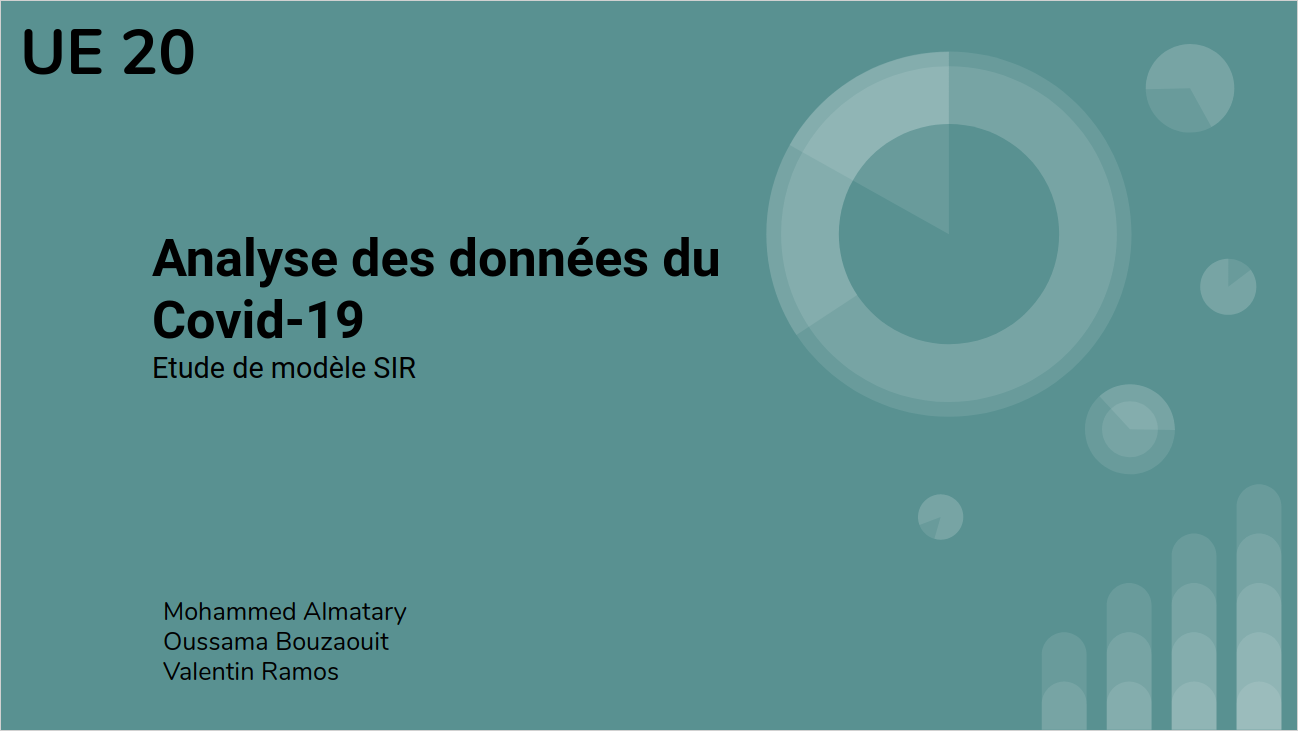 UE 20
Analyse des données du
Covid-19
Etude de modèle SIR
Mohammed Almatary
Oussama Bouzaouit
Valentin Ramos